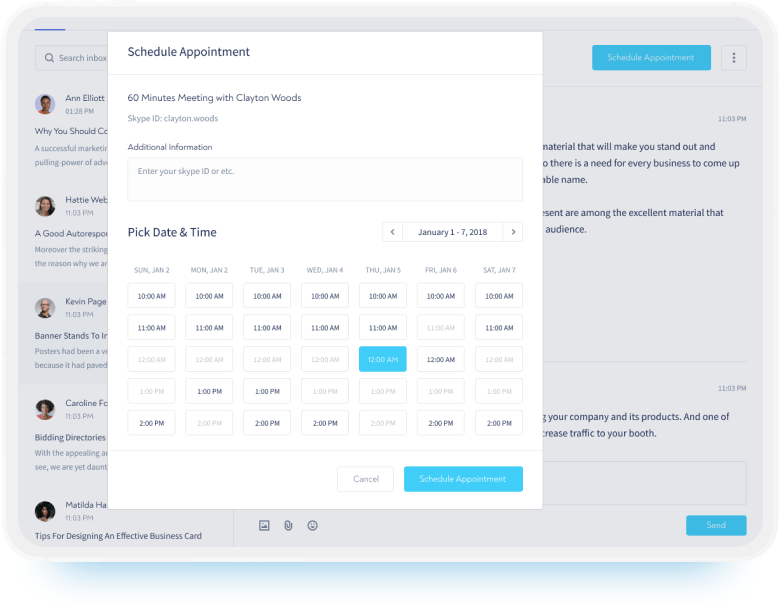 Schedule Appointment
60 Minutes Meeting with Clayton Woods
Skype ID: clayton.woods
Additional Information
Enter your skype ID or etc.
Pick Date & Time
January 1 - 7, 2018
SUN, JAN 2 MON, JAN 2 TUE, JAN 3 WED, JAN 4 THU, JAN 5 FRI, JAN 6 SAT, JAN 7
10:00 AM 10:00 AM 10:00 AM 10:00 AM 10:00 AM 10:00 AM 10:00 AM
11:00 AM 11:00 AM 11:00 AM 11:00 AM 11:00 AM 11:00 AM 11:00 AM
12:00 AM 12:00 AM 12:00 AM 12:00 AM 12:00 AM 12:00 AM 12:00 AM
1:00 PM 1:00 PM 1:00 PM 1:00 PM 1:00 PM 1:00 PM 1:00 PM
2:00 PM 2:00 PM 2:00 PM 2:00 PM 2:00 PM 2:00 PM 2:00 PM
Cancel Schedule Appointment
Search inbox
Ann Elliott
01:28 PM
Why You Should Co
A successful marketin
pulling-power of adve
Hattie Web
11:03 PM
A Good Autorespon
Moreover the striking
the reason why we ar
Kevin Page
11:03 PM
Banner Stands To In
Posters had been a ve
because it had paved
Caroline Fo
11:03 PM
Bidding Directories
With the appealing a
see, we are yet daunt
Matilda Ha
11:03 PM
Tips For Designing An Effective Business Card
Schedule Appointment
11:03 PM
material that will make you stand out and
o there is a need for every business to come up
able name.
esent are among the excellent material that
audience.
11:03 PM
g your company and its products. And one of
crease traffic to your booth.
Send